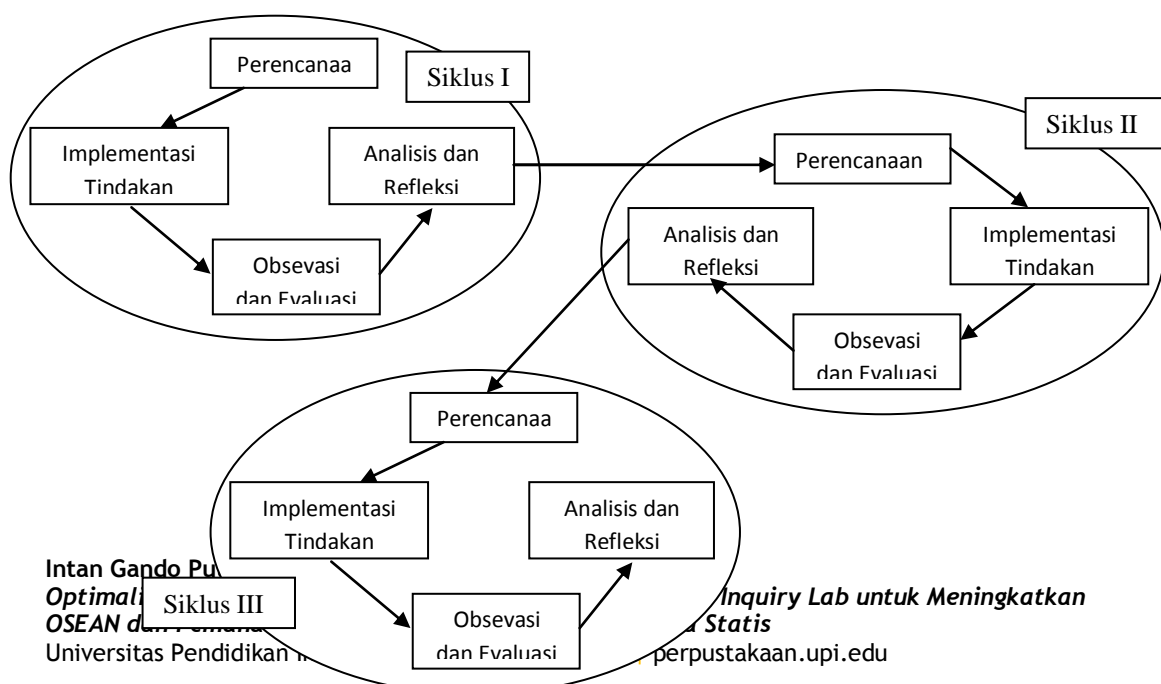 Perencanaa
Siklus I
Implementasi
Tindakan
Analisis dan
Refleksi
Obsevasi
dan Evaluasi
Siklus II
Perencanaan
Analisis dan
Refleksi
Implementasi
Tindakan
Obsevasi
dan Evaluasi
Perencanaa
Implementasi
Tindakan
Analisis dan
Refleksi
Obsevasi
dan Evaluasi
Siklus III
Intan Gando
Inquiry Lab untuk Meningkatkan
OSEAN dan Statis
Universitas Pendidikan perpustakaan.upi.edu